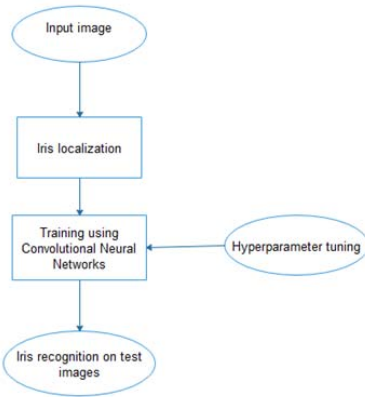 Input image
Iris localization
Training using
Convolutional Neural
Networks
Hyperparameter tuning
Iris recognition on test
images